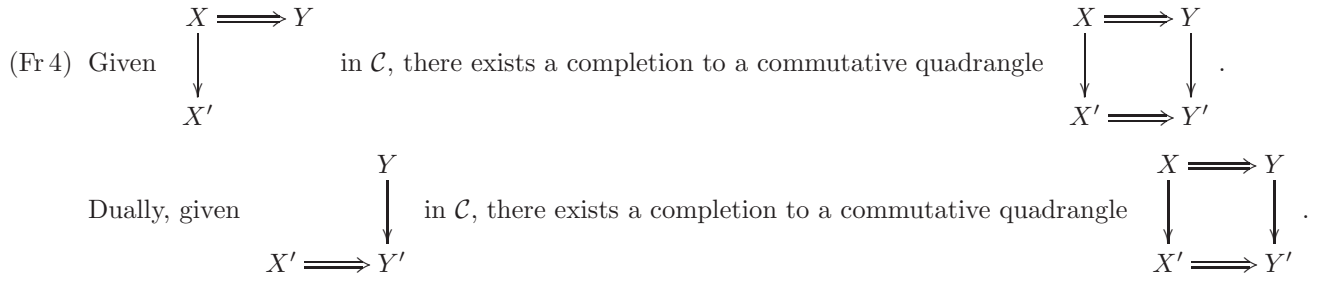 X ⟹ Y X ⟹ Y
(Fr 4) Given in 𝒞, there exists a completion to a commutative quadrangle .
X′ X′ ⟹ Y′
Y X ⟹ Y
Dually, given in 𝒞, there exists a completion to a commutative quadrangle .
X′ ⟹ Y′ X′ ⟹ Y′